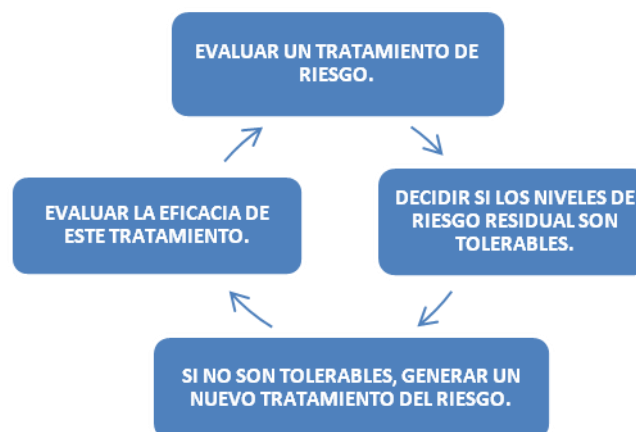 EVALUAR UN TRATAMIENTO DE
RIESGO.
DECIDIR SI LOS NIVELES DE
RIESGO RESIDUAL SON
TOLERABLES.
SI NO SON TOLERABLES, GENERAR UN
NUEVO TRATAMIENTO DEL RIESGO.
EVALUAR LA EFICACIA DE
ESTE TRATAMIENTO.